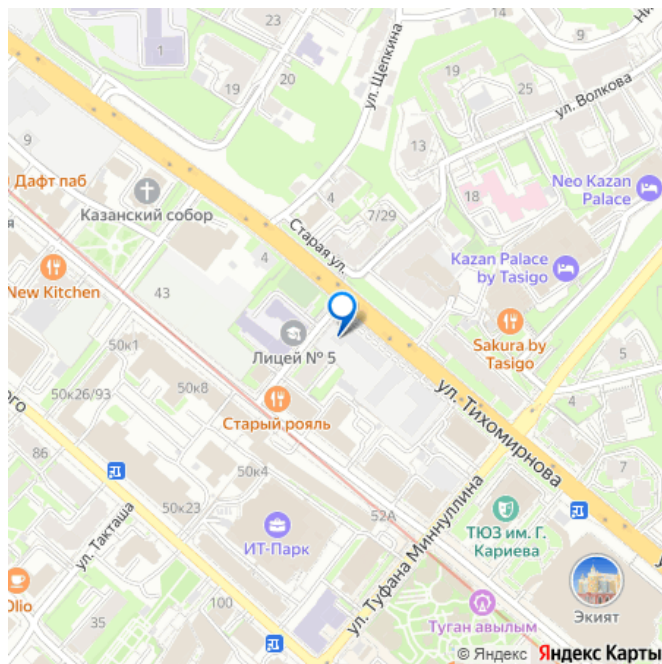 23
1
19
20
ул. Щепкина
19
25
ул. Волкова
13
9
Дафт паб
Казанский собор
4
7/29
18
Neo Kazan
Palace
Старая ул.
4
Kazan Palace
by Tasigo
New Kitchen
43
Лицей № 5
Sakura by
Tasigo
5
50к1
50к26/93
50к8
Старый рояль
ул. Тихомирнова
4
86
50к4
7
50к23
52А
ул. Такташа
ИТ-Парк
ТЮЗ им. Г.
Кариева
ул. Туфана Миннуллина
Olio
100
35
Туган авылым
Экият
© Яндекс Яндекс Карты